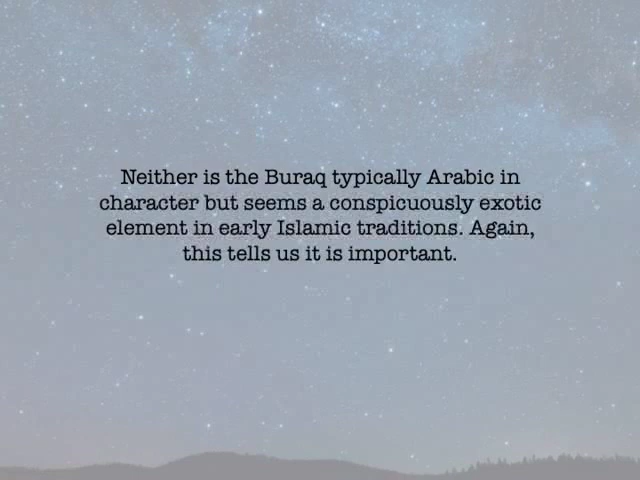 Neither is the Buraq typically Arabic in
character but seems a conspicuously exotic
element in early Islamic traditions. Again,
this tells us it is important.